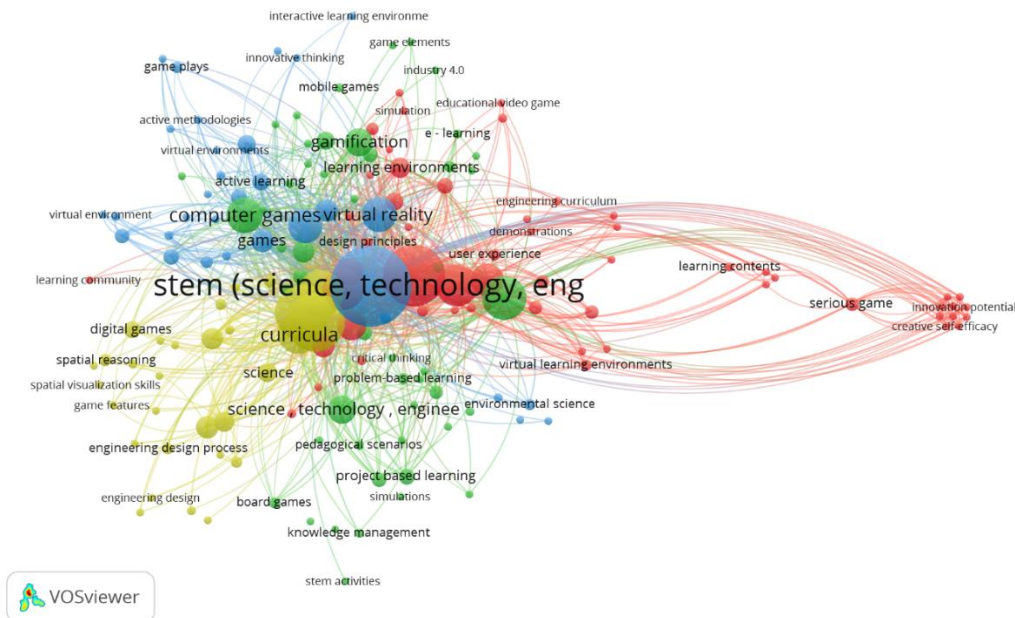 interactive learning environme
game elements
innovative thinking
game plays
industry 4.0
mobile games
educational video game
simulation
active methodologies
e - learning
gamification
virtual environments
learning environments
active learning
engineering curriculum
virtual environment
computer games
virtual reality
demonstrations
games
design principles
user experience
learning contents
learning community
stem (science, technology, eng
serious game
innovation potential
creative self-efficacy
digital games
curricula
spatial reasoning
critical thinking
virtual learning environments
science
problem-based learning
spatial visualization skills
game features
science , technology , enginee
environmental science
engineering design process
pedagogical scenarios
project based learning
engineering design
board games
simulations
knowledge management
stem activities
VOSviewer